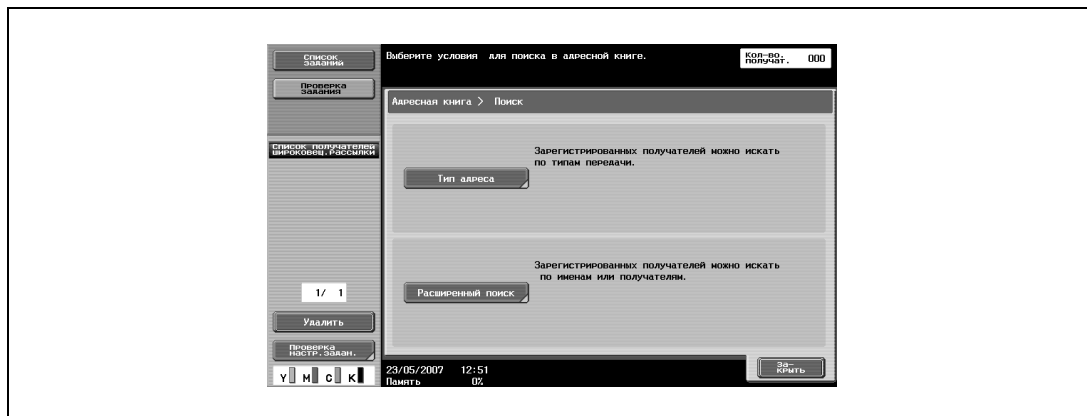 Список
заданий
Проверка
задания
Список получателей
широковещ.рассылки
1/ 1
Удалить
Проверка
настр.задан.
Y M C K
Выберите условия для поиска в адресной книге.
Кол-во.
получат. 000
Адресная книга > Поиск
Зарегистрированных получателей можно искать
по типам передачи.
Тип адреса
Зарегистрированных получателей можно искать
по именам или получателям.
Расширенный поиск
23/05/2007 12:51
Память 0%
За-
крыть